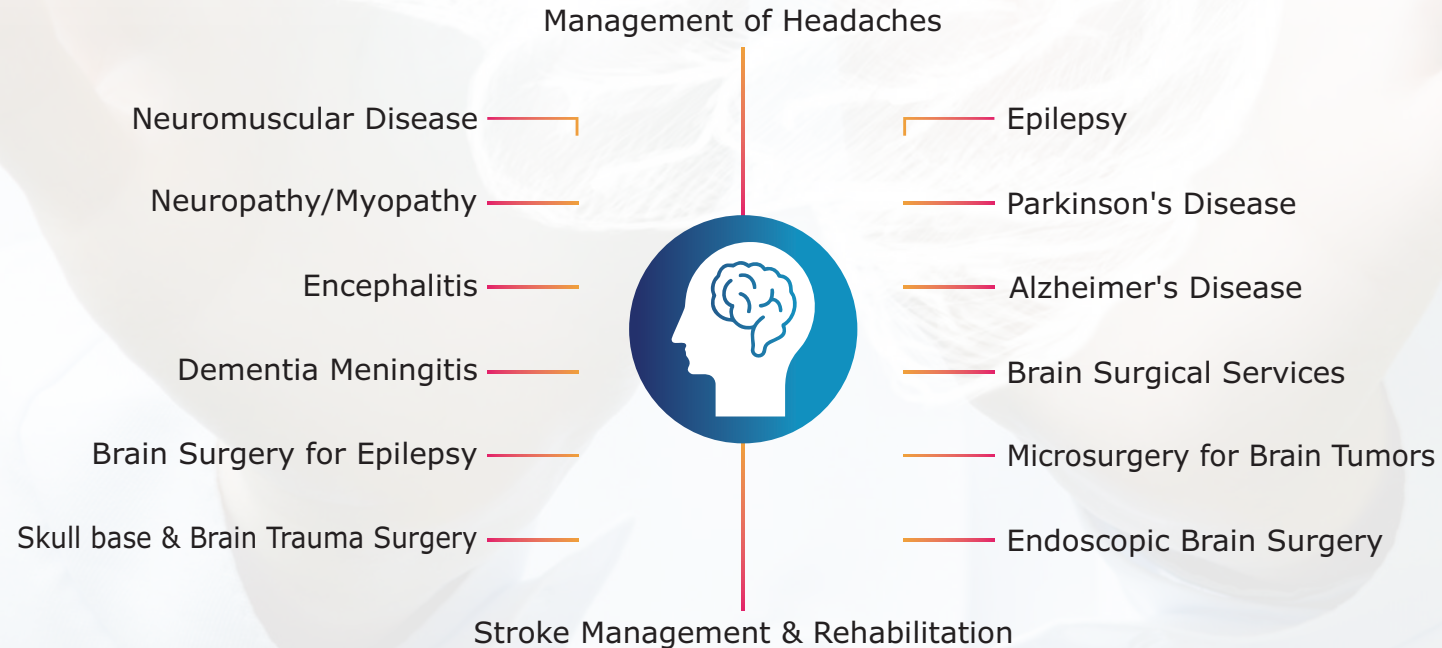 Management of Headaches
Neuromuscular Disease
Neuropathy/Myopathy
Encephalitis
Dementia Meningitis
Brain Surgery for Epilepsy
Skull base & Brain Trauma Surgery
Epilepsy
Parkinson's Disease
Alzheimer's Disease
Brain Surgical Services
Microsurgery for Brain Tumors
Endoscopic Brain Surgery
Stroke Management & Rehabilitation